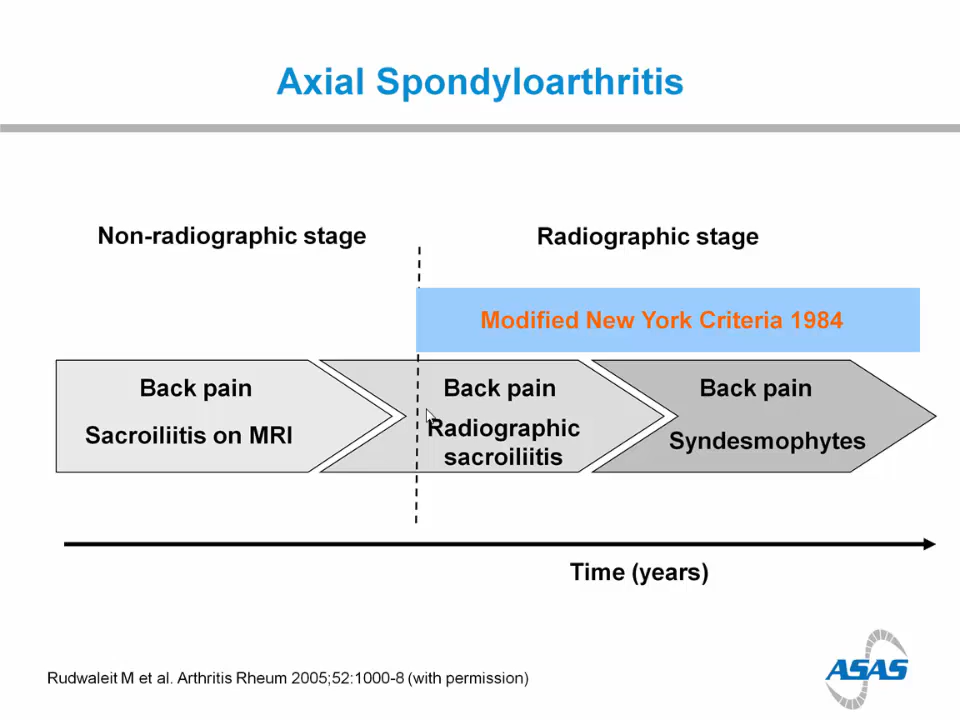 Axial Spondyloarthritis
Non-radiographic stage
Radiographic stage
Modified New York Criteria 1984
Back pain
Sacroiliitis on MRI
Back pain
Radiographic
sacroiliitis
Back pain
Syndesmophytes
Time (years)
Rudwaleit M et al. Arthritis Rheum 2005;52:1000-8 (with permission)
ASAS